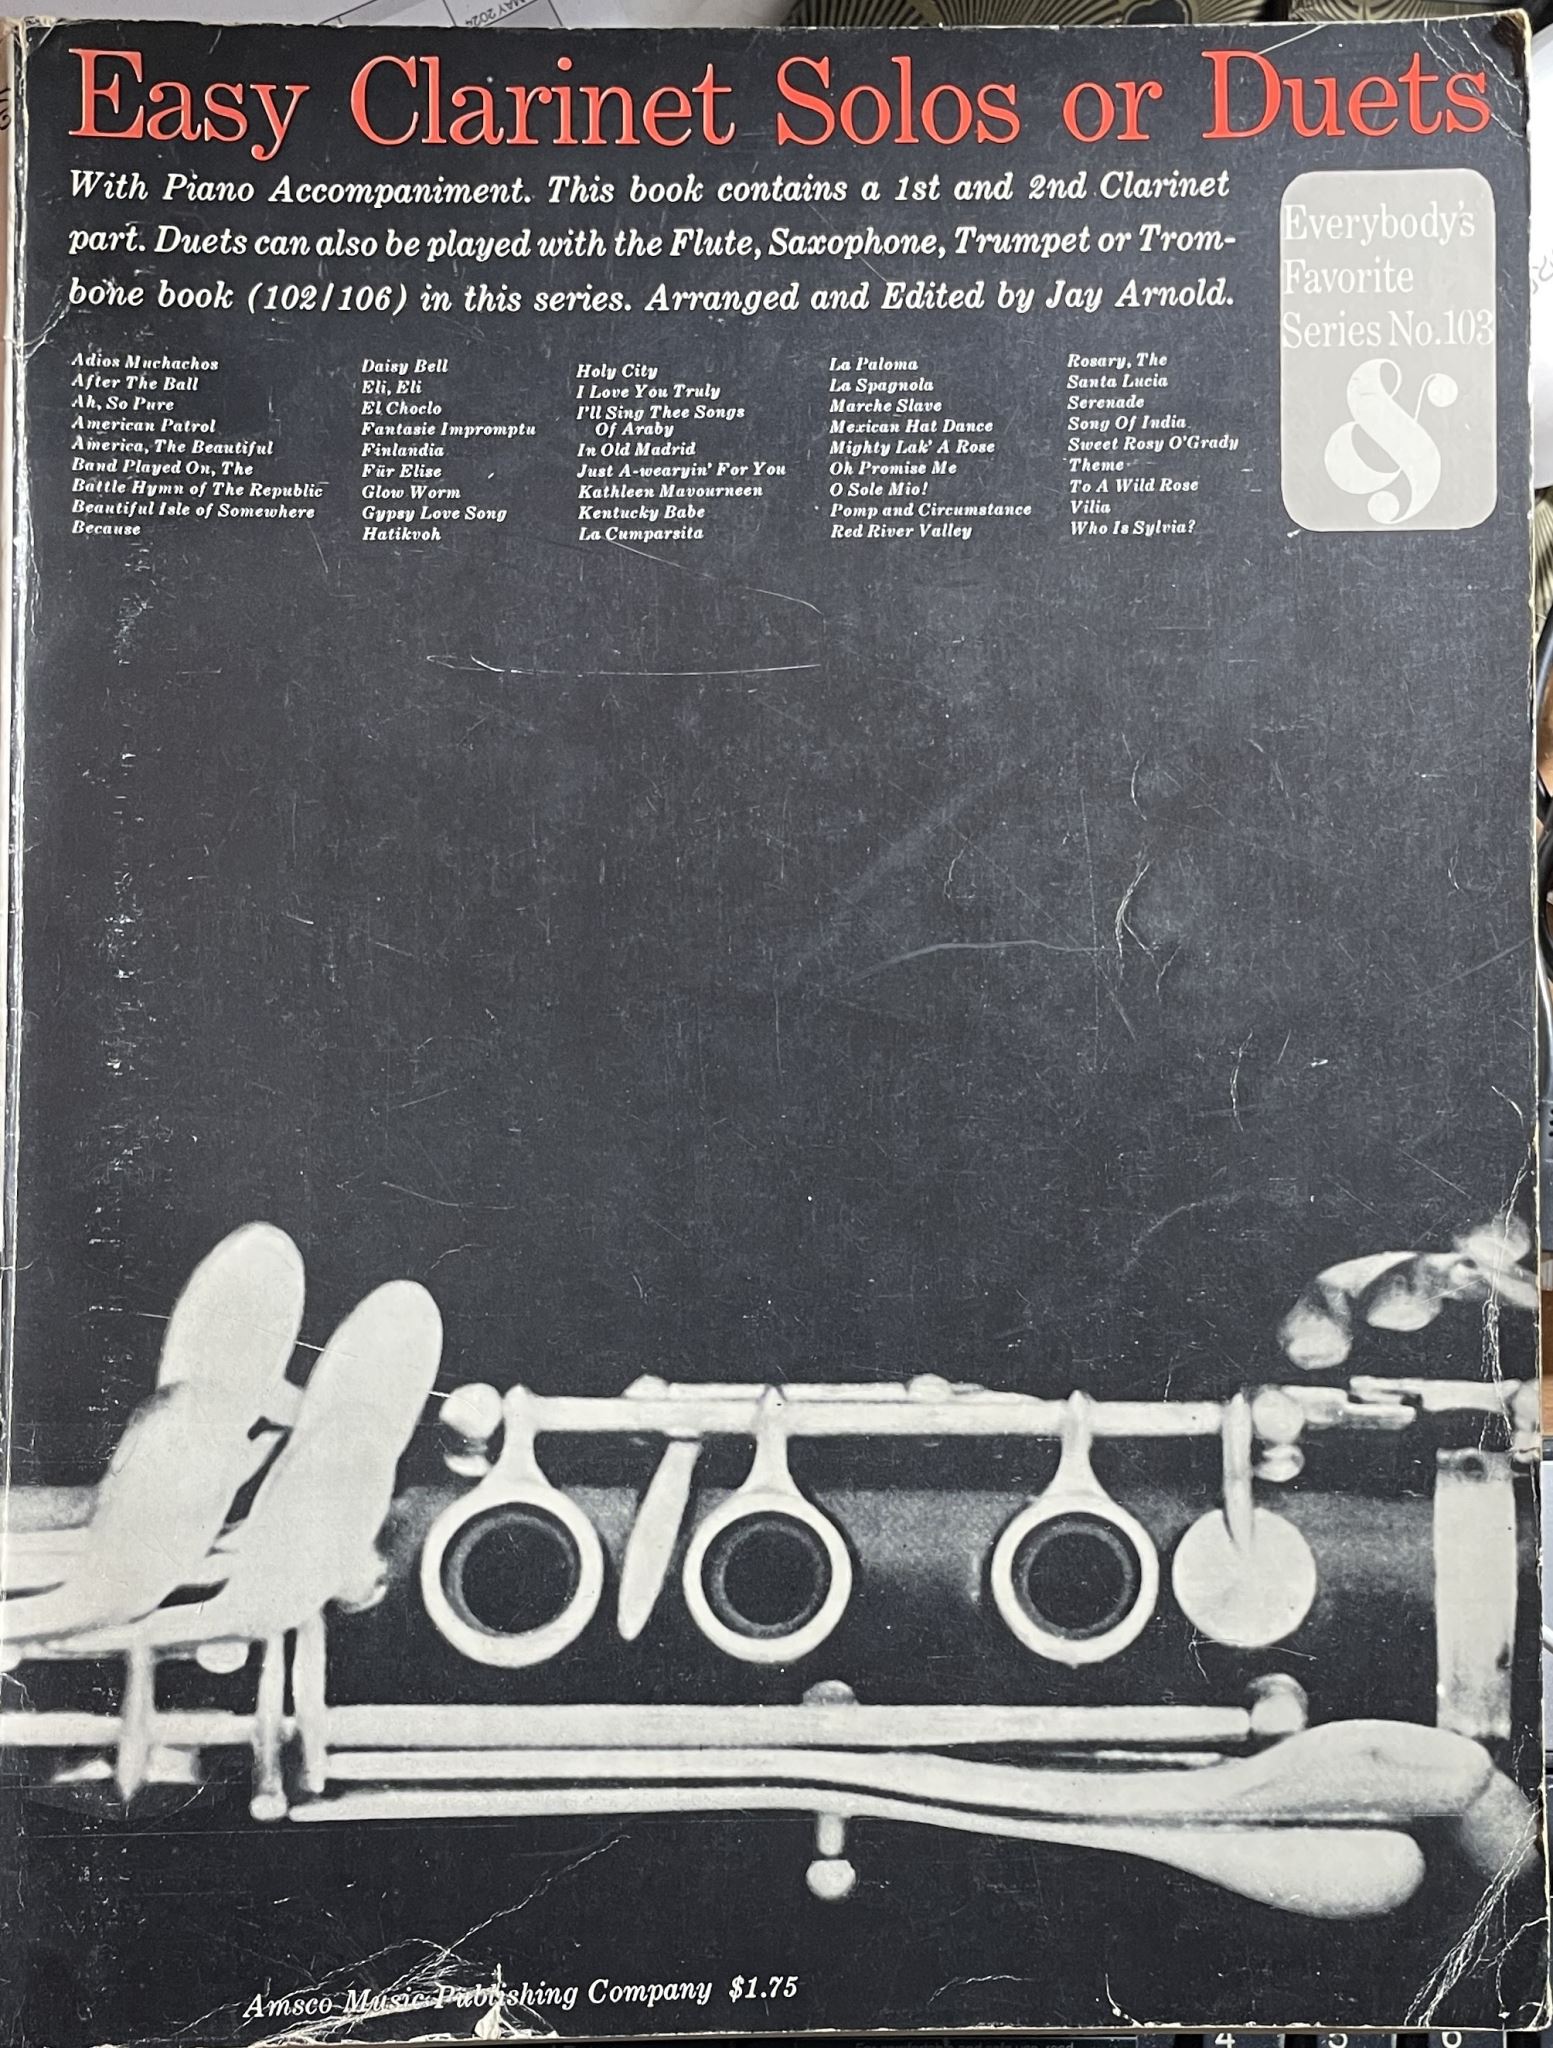 MAY 2024
Easy Clarinet Solos or Duets
With Piano Accompaniment. This book contains a 1st and 2nd Clarinet
part. Duets can also be played with the Flute, Saxophone, Trumpet or Trom-
bone book (102/106) in this series. Arranged and Edited by Jay Arnold.
Everybody's
Favorite
Series No.103
Adios Muchachos
After The Ball
Ah, So Pure
American Patrol
America, The Beautiful
Band Played On, The
Battle Hymn of The Republic
Beautiful Isle of Somewhere
Because
Daisy Bell
Eli, Eli
El Choclo
Fantasie Impromptu
Finlandia
Für Elise
Glow Worm
Gypsy Love Song
Hatikvoh
Holy City
I Love You Truly
I'll Sing Thee Songs
Of Araby
In Old Madrid
Just A-wearyin' For You
Kathleen Mavourneen
Kentucky Babe
La Cumparsita
La Paloma
La Spagnola
Marche Slave
Mexican Hat Dance
Mighty Lak' A Rose
Oh Promise Me
O Sole Mio!
Pomp and Circumstance
Red River Valley
Rosary, The
Santa Lucia
Serenade
Song Of India
Sweet Rosy O'Grady
Theme
To A Wild Rose
Vilia
Who Is Sylvia?
Amsco Music Publishing Company $1.75
4 5 6